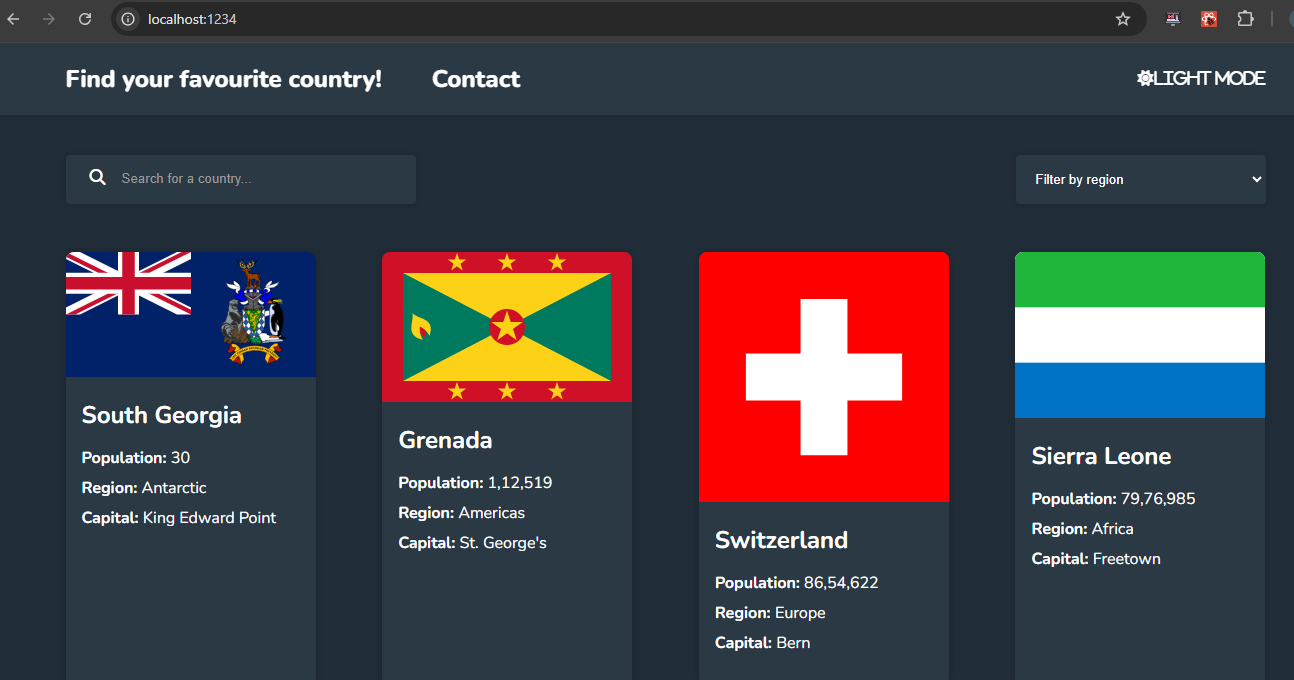 localhost:1234
Find your favourite country!
Contact
LIGHT MODE
Search for a country...
Filter by region
South Georgia
Population: 30
Region: Antarctic
Capital: King Edward Point
Grenada
Population: 1,12,519
Region: Americas
Capital: St. George's
Switzerland
Population: 86,54,622
Region: Europe
Capital: Bern
Sierra Leone
Population: 79,76,985
Region: Africa
Capital: Freetown